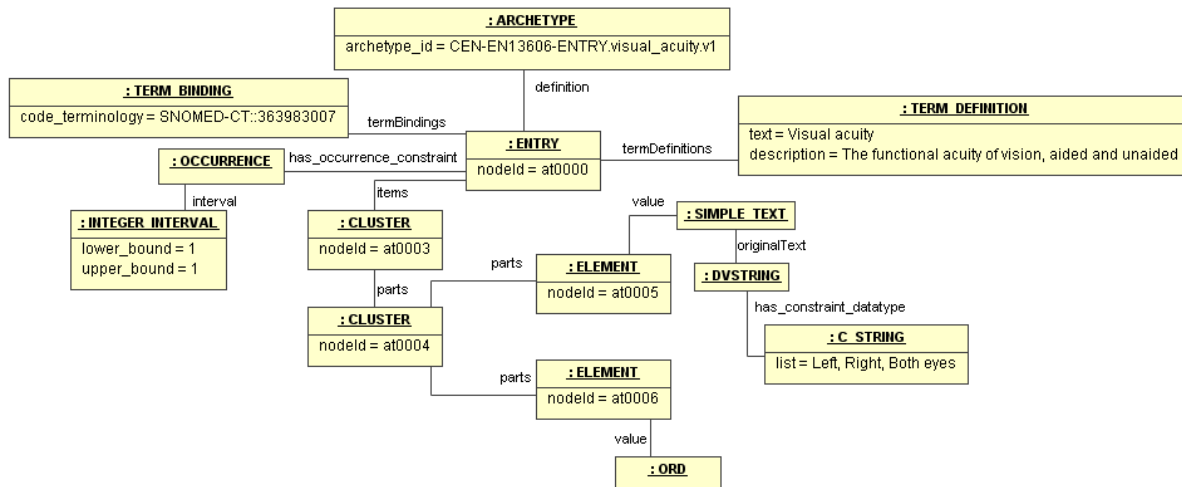 : ARCHETYPE
archetype_id = CEN-EN13606-ENTRY.visual_acuity.v1
definition
: TERM_BINDING
code_terminology = SNOMED-CT::363983007
termBindings
: TERM_DEFINITION
text = Visual acuity
description = The functional acuity of vision, aided and unaided
termDefinitions
: ENTRY
nodeId = at0000
has_occurrence_constraint
: OCCURRENCE
interval
: INTEGER_INTERVAL
lower_bound = 1
upper_bound = 1
items
: CLUSTER
nodeId = at0003
parts
: CLUSTER
nodeId = at0004
parts
: ELEMENT
nodeId = at0005
value
: SIMPLE_TEXT
originalText
: DVSTRING
has_constraint_datatype
: C_STRING
list = Left, Right, Both eyes
parts
: ELEMENT
nodeId = at0006
value
: ORD